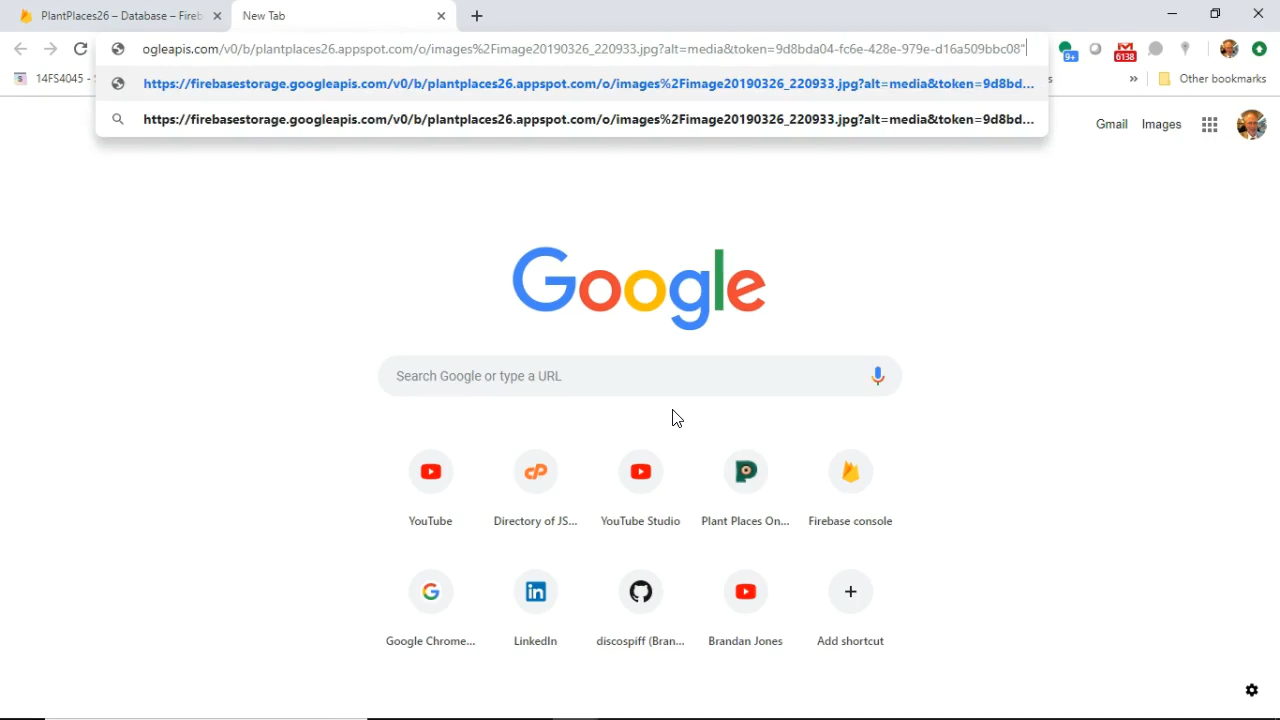 PlantPlaces26 – Database – Fireb
New Tab
ogleapis.com/v0/b/plantplaces26.appspot.com/o/images%2Fimage20190326_220933.jpg?alt=media&token=9d8bda04-fc6e-428e-979e-d16a509bbc08"
9+
6138
14FS4045 -
https://firebasestorage.googleapis.com/v0/b/plantplaces26.appspot.com/o/images%2Fimage20190326_220933.jpg?alt=media&token=9d8bd...
s
»
Other bookmarks
https://firebasestorage.googleapis.com/v0/b/plantplaces26.appspot.com/o/images%2Fimage20190326_220933.jpg?alt=media&token=9d8bd...
Gmail
Images
Google
Search Google or type a URL
YouTube
Directory of JS...
YouTube Studio
Plant Places On...
Firebase console
Google Chrome...
LinkedIn
discospiff (Bran...
Brandan Jones
Add shortcut